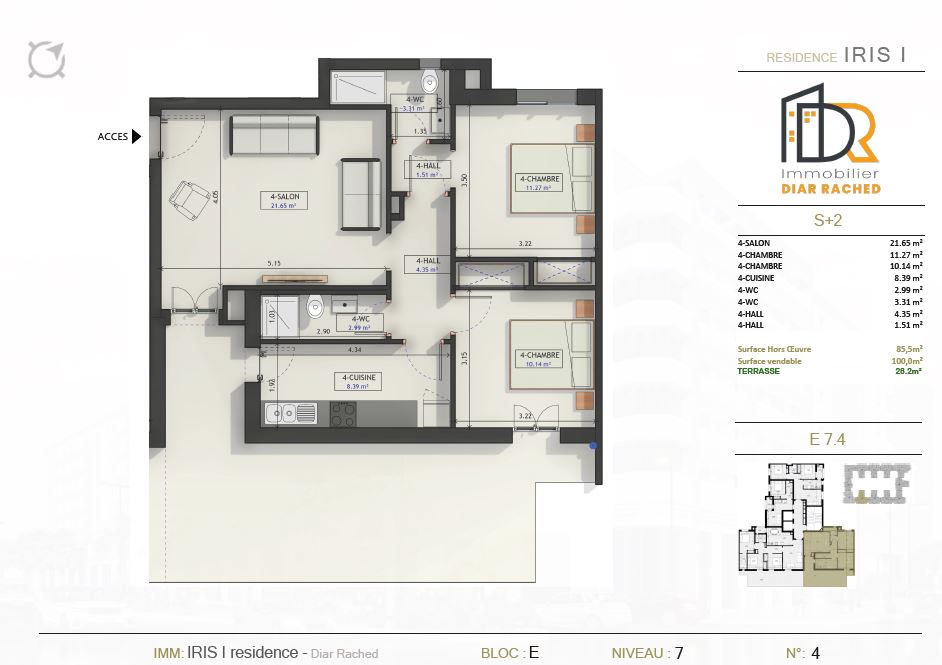 RESIDENCE IRIS I
ACCES
4-WC
3.31 m²
1.60
1.35
4-HALL
1.51 m²
4-SALON
21.65 m²
4.05
5.15
3.50
4-CHAMBRE
11.27 m²
3.22
4-HALL
4.35 m²
1.03
2.90
4-WC
2.99 m²
4.34
1.93
4-CUISINE
8.39 m²
3.15
4-CHAMBRE
10.14 m²
3.22
DR
Immobilier
DIAR RACHED
S+2
4-SALON 21.65 m²
4-CHAMBRE 11.27 m²
4-CHAMBRE 10.14 m²
4-CUISINE 8.39 m²
4-WC 2.99 m²
4-WC 3.31 m²
4-HALL 4.35 m²
4-HALL 1.51 m²
Surface Hors Œuvre 85,5m²
Surface vendable 100,0m²
TERRASSE 28.2m²
E 7.4
IMM: IRIS I residence - Diar Rached
BLOC : E
NIVEAU : 7
N°: 4